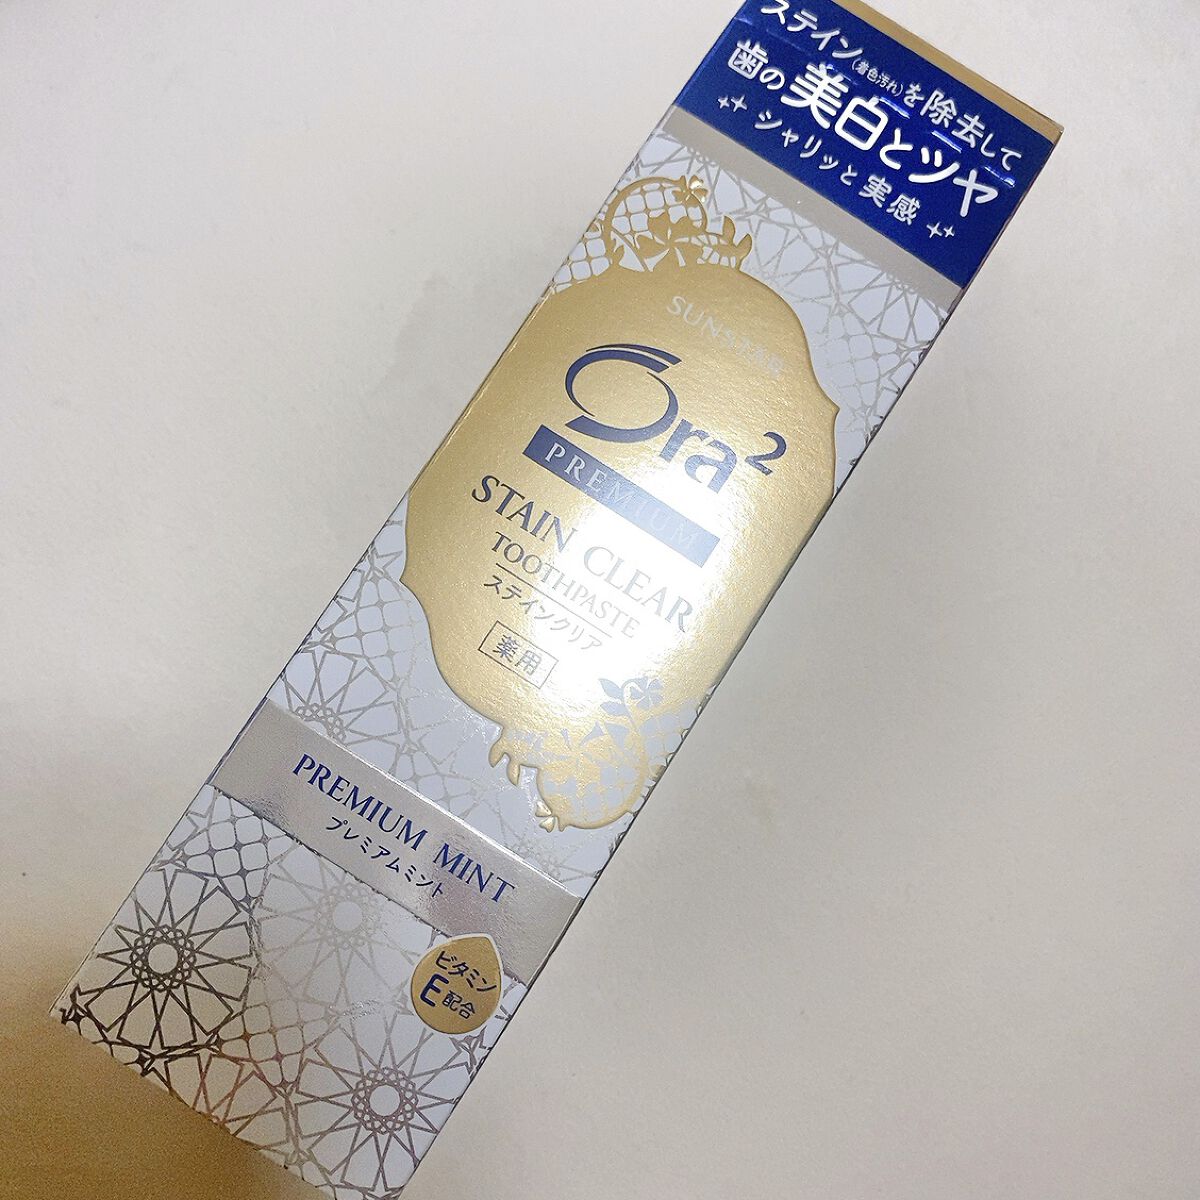 ステイン(着色汚れ)を除去して
歯の美白とツヤ
シャリッと実感
SUNSTAR
Ora²
PREMIUM
STAIN CLEAR
TOOTHPASTE
ステインクリア
薬用
PREMIUM MINT
プレミアムミント
ビタミン
E配合